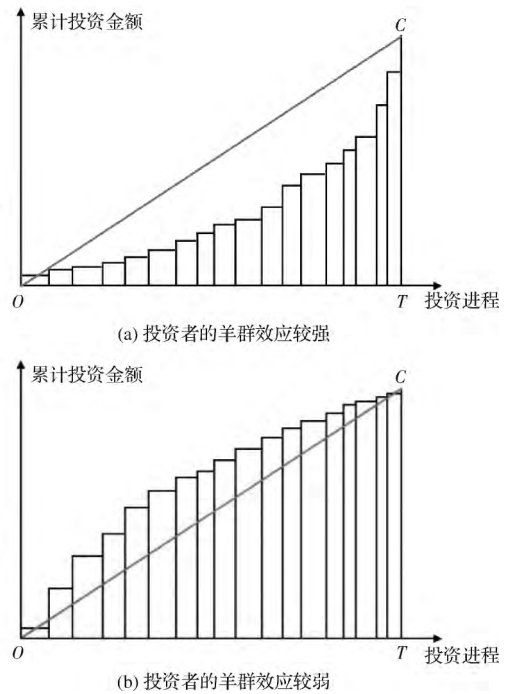 累计投资金额
C
O
T
投资进程
(a) 投资者的羊群效应较强
累计投资金额
C
O
T
投资进程
(b) 投资者的羊群效应较弱